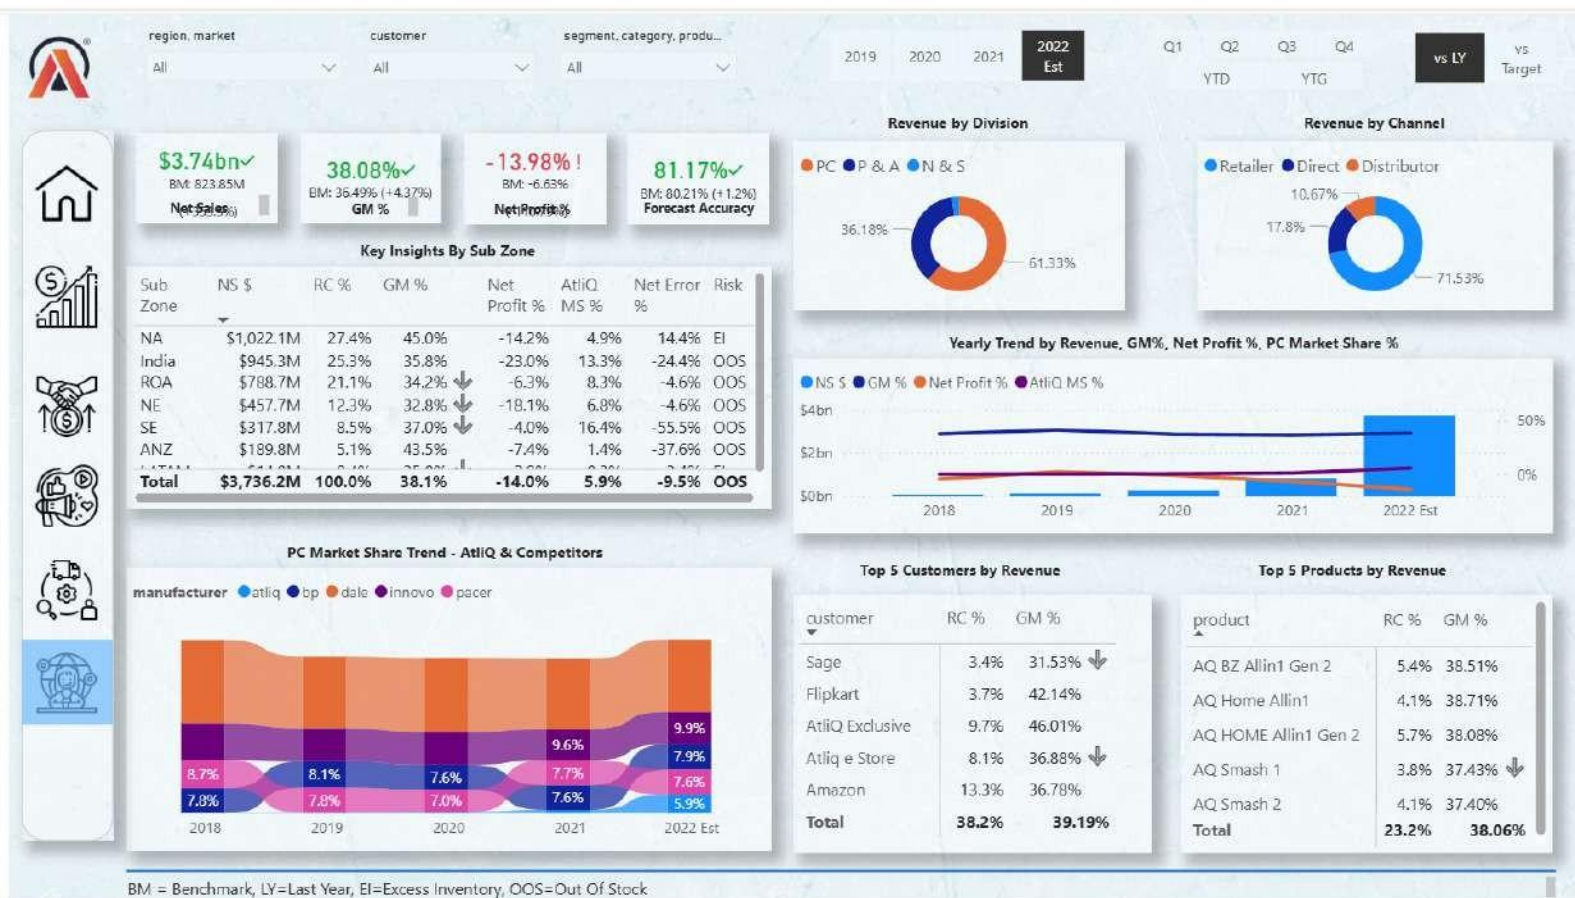 region, market customer segment, category, produ...
All All All
2019 2020 2021 2022 Est
Q1 Q2 Q3 Q4
YTD YTG
vs LY vs Target
$3.74bn✓
BM: 823.85M
Net Sales
38.08%✓
BM: 36.49% (+4.37%)
GM %
-13.98% !
BM: -6.63%
Net Profit %
81.17%✓
BM: 80.21% (+1.2%)
Forecast Accuracy
Revenue by Division
PC P & A N & S
36.18%
61.33%
Revenue by Channel
Retailer Direct Distributor
10.67%
17.8%
71.53%
Key Insights By Sub Zone
Sub Zone NS $ RC % GM % Net Profit % AtliQ MS % Net Error % Risk
NA $1,022.1M 27.4% 45.0% -14.2% 4.9% 14.4% EI
India $945.3M 25.3% 35.8% -23.0% 13.3% -24.4% OOS
ROA $788.7M 21.1% 34.2% -6.3% 8.3% -4.6% OOS
NE $457.7M 12.3% 32.8% -18.1% 6.8% -4.6% OOS
SE $317.8M 8.5% 37.0% -4.0% 16.4% -55.5% OOS
ANZ $189.8M 5.1% 43.5% -7.4% 1.4% -37.6% OOS
Total $3,736.2M 100.0% 38.1% -14.0% 5.9% -9.5% OOS
Yearly Trend by Revenue, GM%, Net Profit %, PC Market Share %
NS $ GM % Net Profit % AtliQ MS %
$4bn
$2bn
$0bn
50%
0%
2018 2019 2020 2021 2022 Est
PC Market Share Trend - AtliQ & Competitors
manufacturer atliq bp dale innovo pacer
8.7%
7.8%
8.1%
7.8%
7.6%
7.0%
9.6%
7.7%
7.6%
9.9%
7.9%
7.6%
5.9%
2018 2019 2020 2021 2022 Est
Top 5 Customers by Revenue
customer RC % GM %
Sage 3.4% 31.53%
Flipkart 3.7% 42.14%
AtliQ Exclusive 9.7% 46.01%
Atliq e Store 8.1% 36.88%
Amazon 13.3% 36.78%
Total 38.2% 39.19%
Top 5 Products by Revenue
product RC % GM %
AQ BZ Allin1 Gen 2 5.4% 38.51%
AQ Home Allin1 4.1% 38.71%
AQ HOME Allin1 Gen 2 5.7% 38.08%
AQ Smash 1 3.8% 37.43%
AQ Smash 2 4.1% 37.40%
Total 23.2% 38.06%
BM = Benchmark, LY=Last Year, EI=Excess Inventory, OOS=Out Of Stock